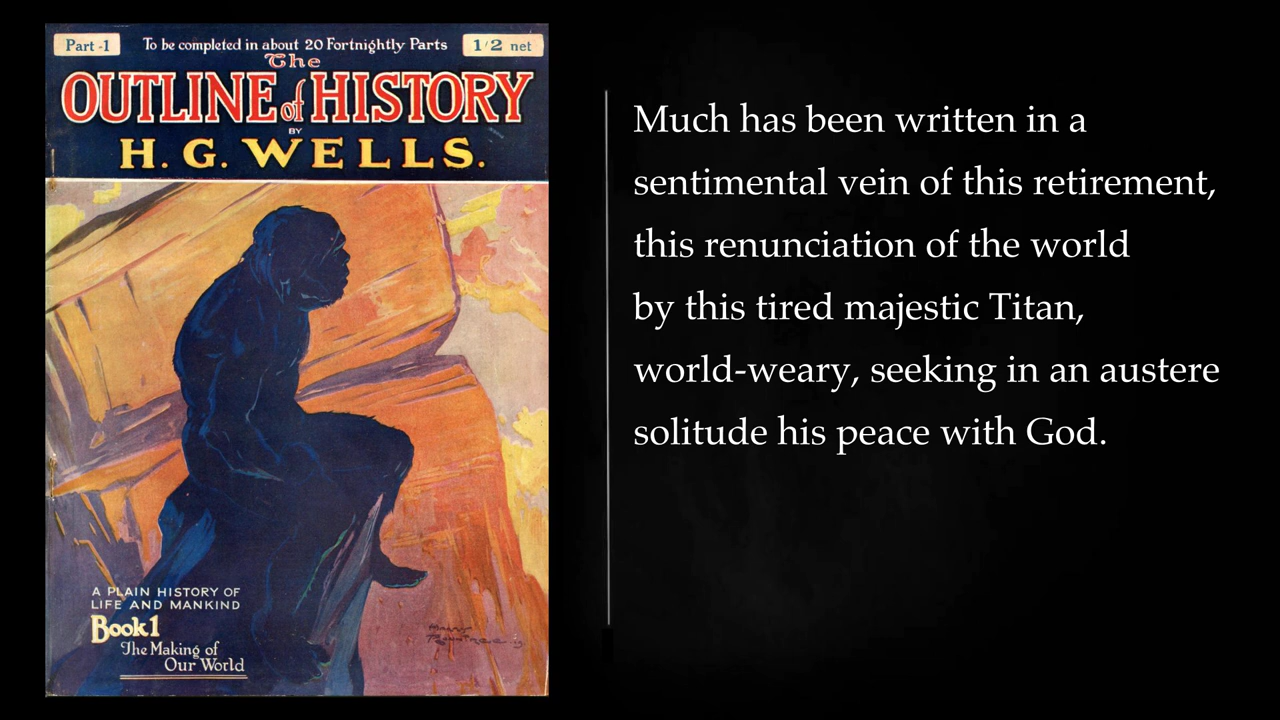 Part -1
To be completed in about 20 Fortnightly Parts
1/2 net
The
OUTLINE of HISTORY
BY
H. G. WELLS.
A PLAIN HISTORY OF
LIFE AND MANKIND
Book 1
The Making of
Our World
Much has been written in a
sentimental vein of this retirement,
this renunciation of the world
by this tired majestic Titan,
world-weary, seeking in an austere
solitude his peace with God.